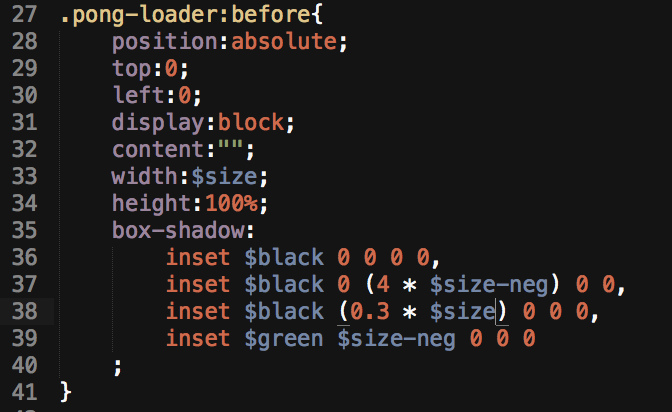 27 .pong-loader:before{
28 position:absolute;
29 top:0;
30 left:0;
31 display:block;
32 content:"";
33 width:$size;
34 height:100%;
35 box-shadow:
36 inset $black 0 0 0 0,
37 inset $black 0 (4 * $size-neg) 0 0,
38 inset $black (0.3 * $size) 0 0 0,
39 inset $green $size-neg 0 0 0
40 ;
41 }